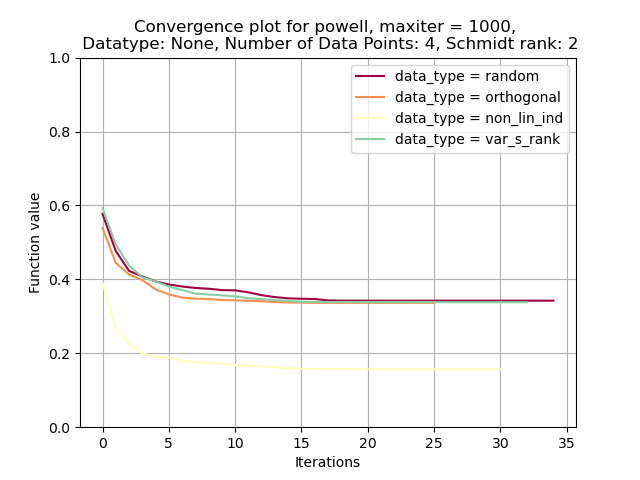 Convergence plot for powell, maxiter = 1000,
Datatype: None, Number of Data Points: 4, Schmidt rank: 2
data_type = random
data_type = orthogonal
data_type = non_lin_ind
data_type = var_s_rank
Function value
1.0
0.8
0.6
0.4
0.2
0.0
0 5 10 15 20 25 30 35
Iterations